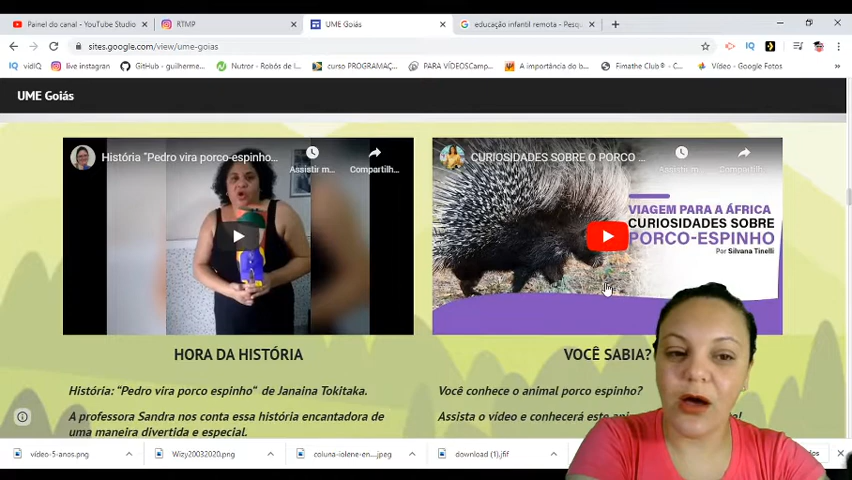 Painel do canal - YouTube Studio
RTMP
UME Goiás
educação infantil remota - Pesq
sites.google.com/view/ume-goias
vidIQ
live instagran
GitHub - guilherme...
Nutror - Robôs de I...
curso PROGRAMAÇ...
PARA VÍDEOSCamp...
A importância do b...
Fimathe Club® - C...
Vídeo - Google Fotos
UME Goiás
História "Pedro vira porco-espinho...
Assistir m...
Compartilh...
CURIOSIDADES SOBRE O PORCO ...
Assistir m...
Compartilh...
VIAGEM PARA A ÁFRICA
CURIOSIDADES SOBRE
PORCO-ESPINHO
Por Silvana Tinelli
HORA DA HISTÓRIA
VOCÊ SABIA?
História: "Pedro vira porco espinho" de Janaina Tokitaka.
Você conhece o animal porco espinho?
A professora Sandra nos conta essa história encantadora de
uma maneira divertida e especial.
Assista o vídeo e conhecerá este
vídeo-5-anos.png
Wizy20032020.png
coluna-iolene-en....jpeg
download (1).jfif